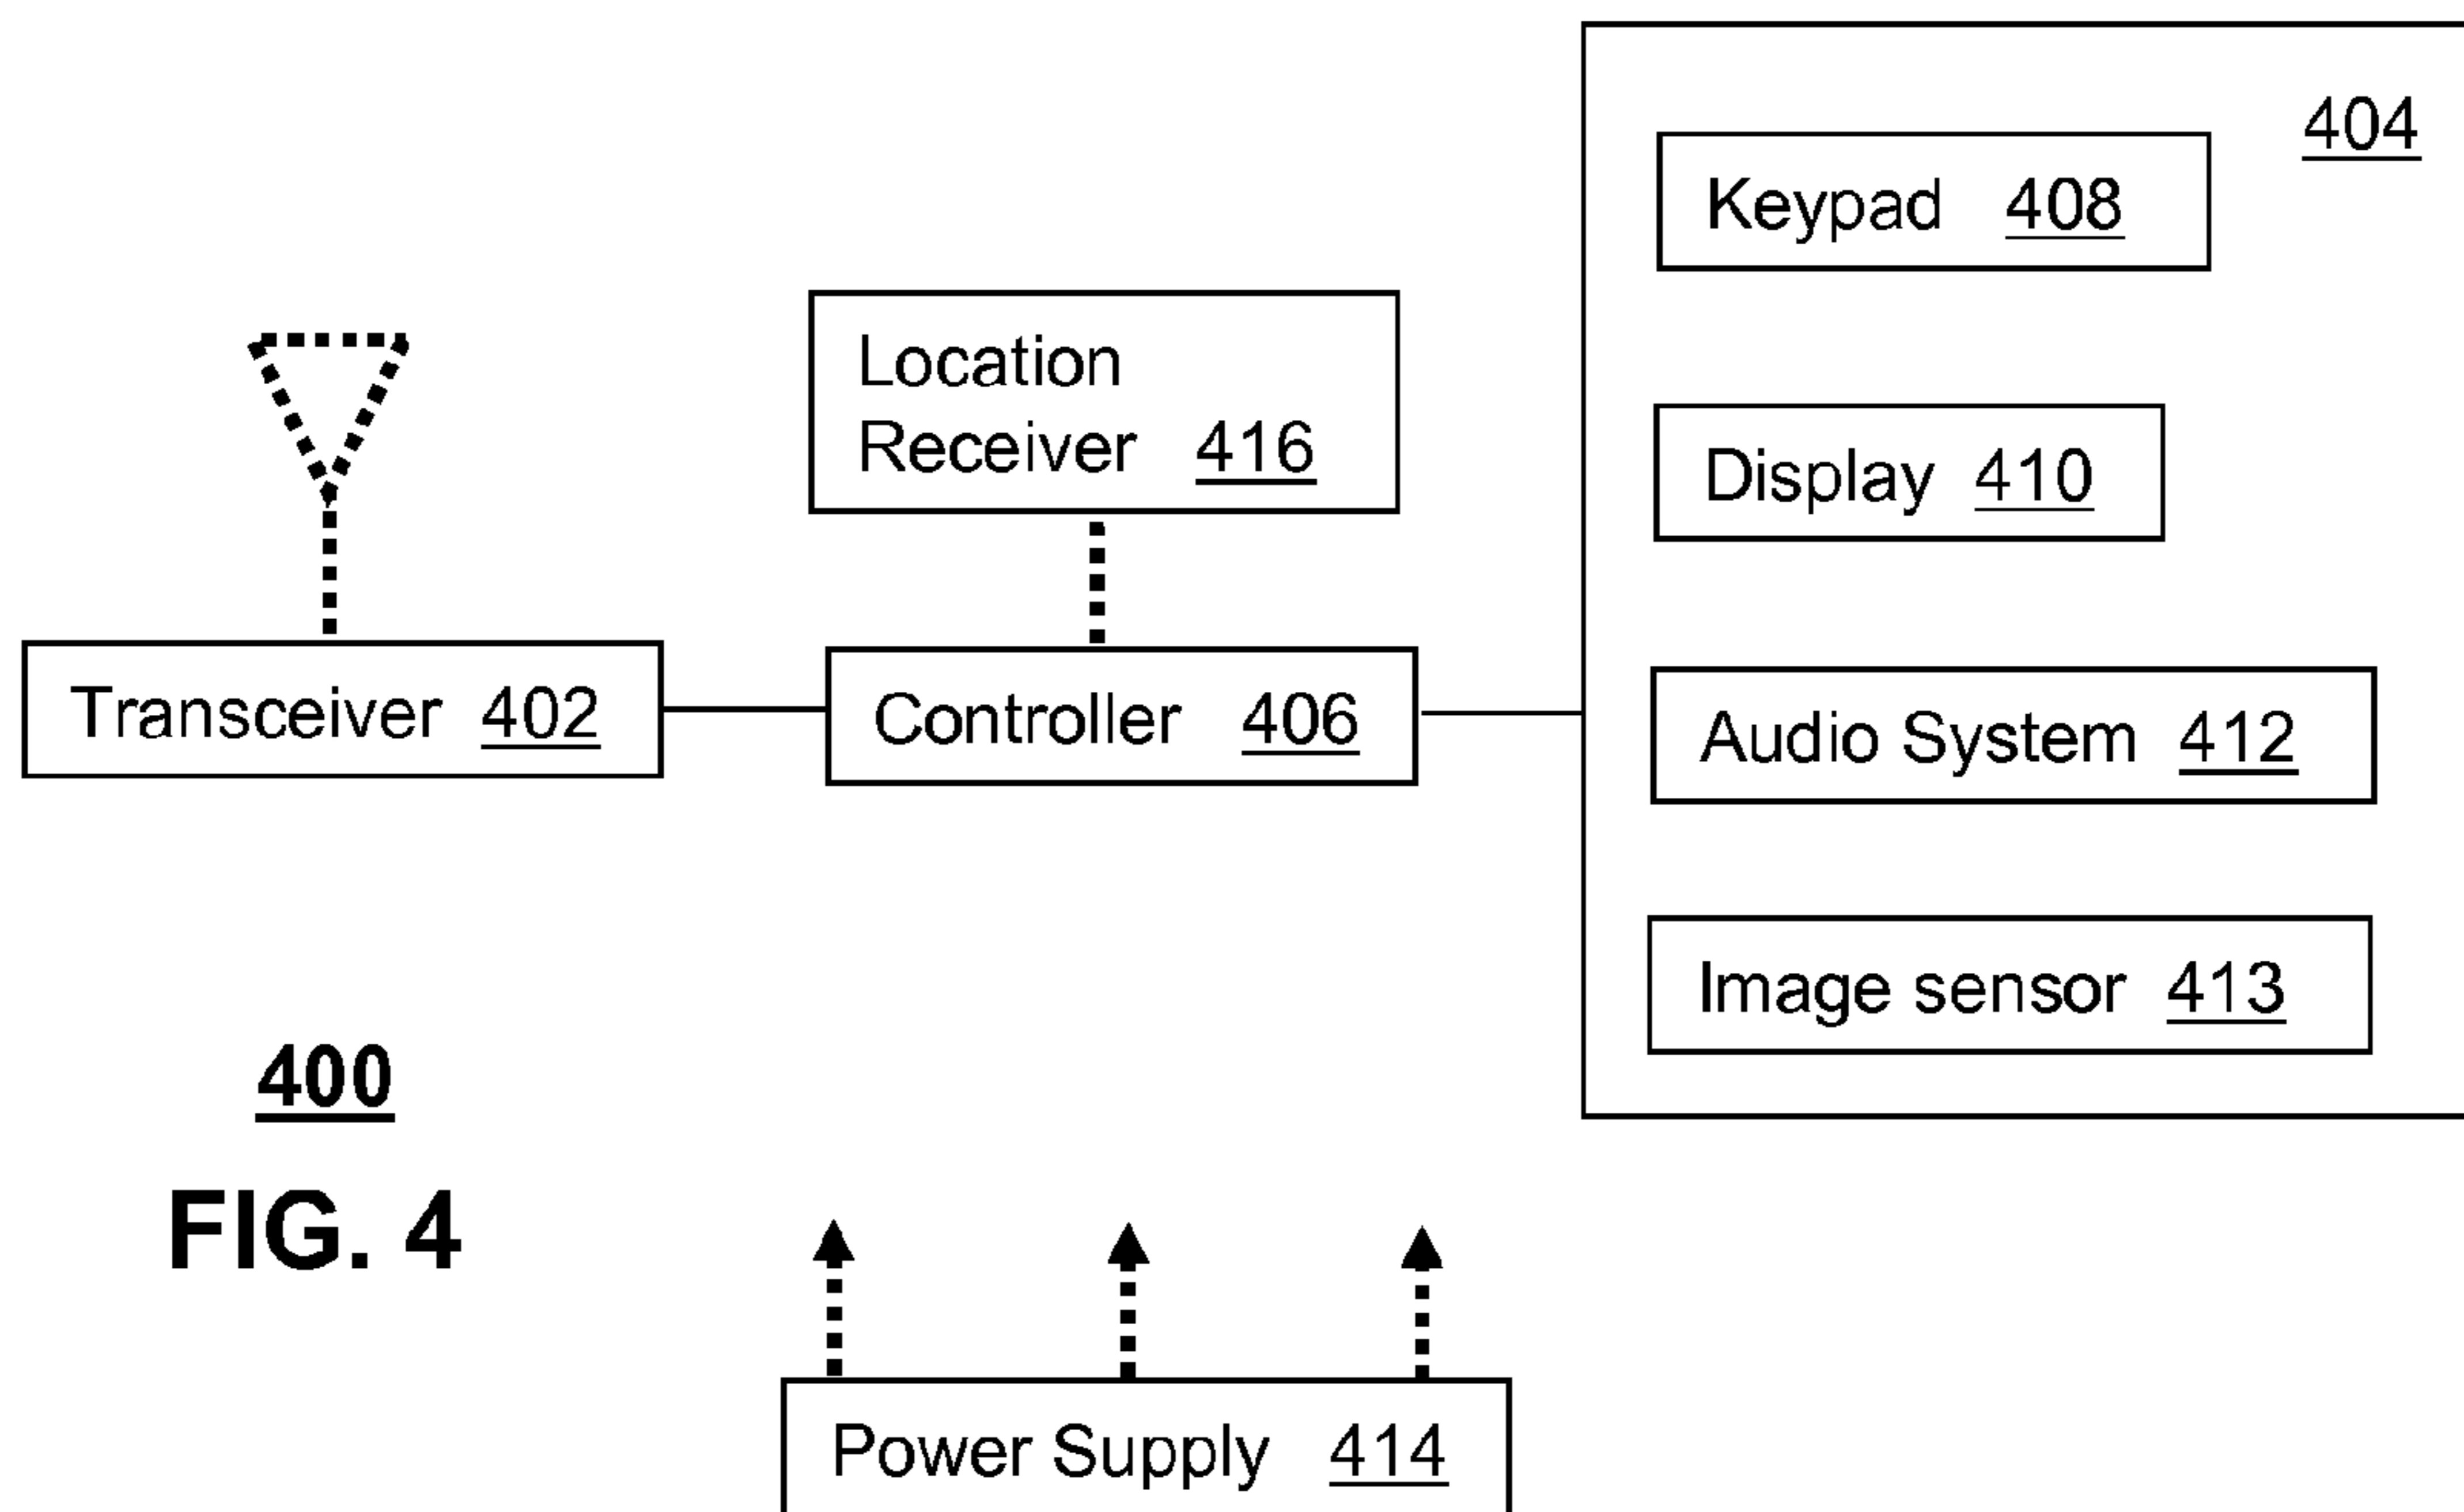 404
Keypad 408
Location
Receiver 416
Display 410
Transceiver 402
Controller 406
Audio System 412
Image sensor 413
400
FIG. 4
Power Supply 414